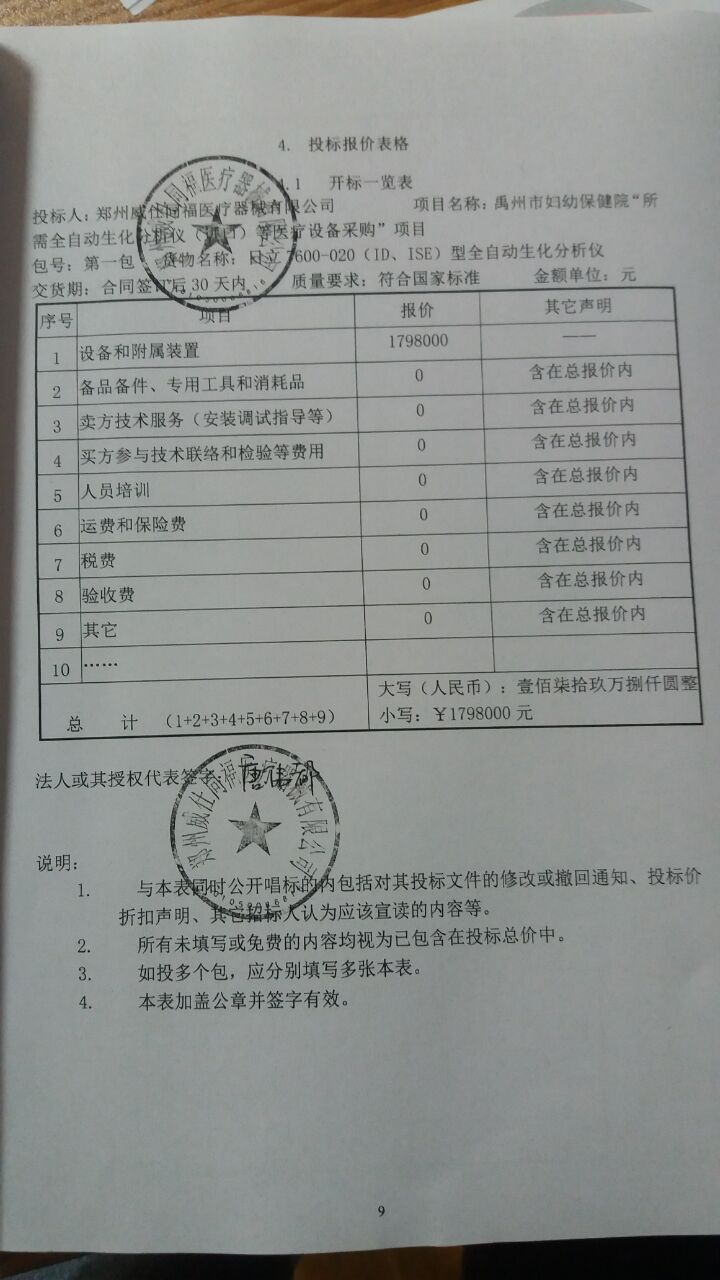 4. 投标报价表格
4.1 开标一览表
投标人：郑州威仕同福医疗器械有限公司 项目名称：禹州市妇幼保健院“所
需全自动生化分析仪（进口）等医疗设备采购”项目
包号：第一包 货物名称：日立7600-020（ID、ISE）型全自动生化分析仪
交货期：合同签订后30天内 质量要求：符合国家标准 金额单位：元
序号 项目 报价 其它声明
1 设备和附属装置 1798000 ——
2 备品备件、专用工具和消耗品 0 含在总报价内
3 卖方技术服务（安装调试指导等） 0 含在总报价内
4 买方参与技术联络和检验等费用 0 含在总报价内
5 人员培训 0 含在总报价内
6 运费和保险费 0 含在总报价内
7 税费 0 含在总报价内
8 验收费 0 含在总报价内
9 其它 0 含在总报价内
10 ……
总 计 （1+2+3+4+5+6+7+8+9） 大写（人民币）：壹佰柒拾玖万捌仟圆整
小写：￥1798000 元
法人或其授权代表签字：
郑州威仕同福医疗器械有限公司
说明：
1. 与本表同时公开唱标的内包括对其投标文件的修改或撤回通知、投标价
折扣声明、其它招标人认为应该宣读的内容等。
2. 所有未填写或免费的内容均视为已包含在投标总价中。
3. 如投多个包，应分别填写多张本表。
4. 本表加盖公章并签字有效。
9